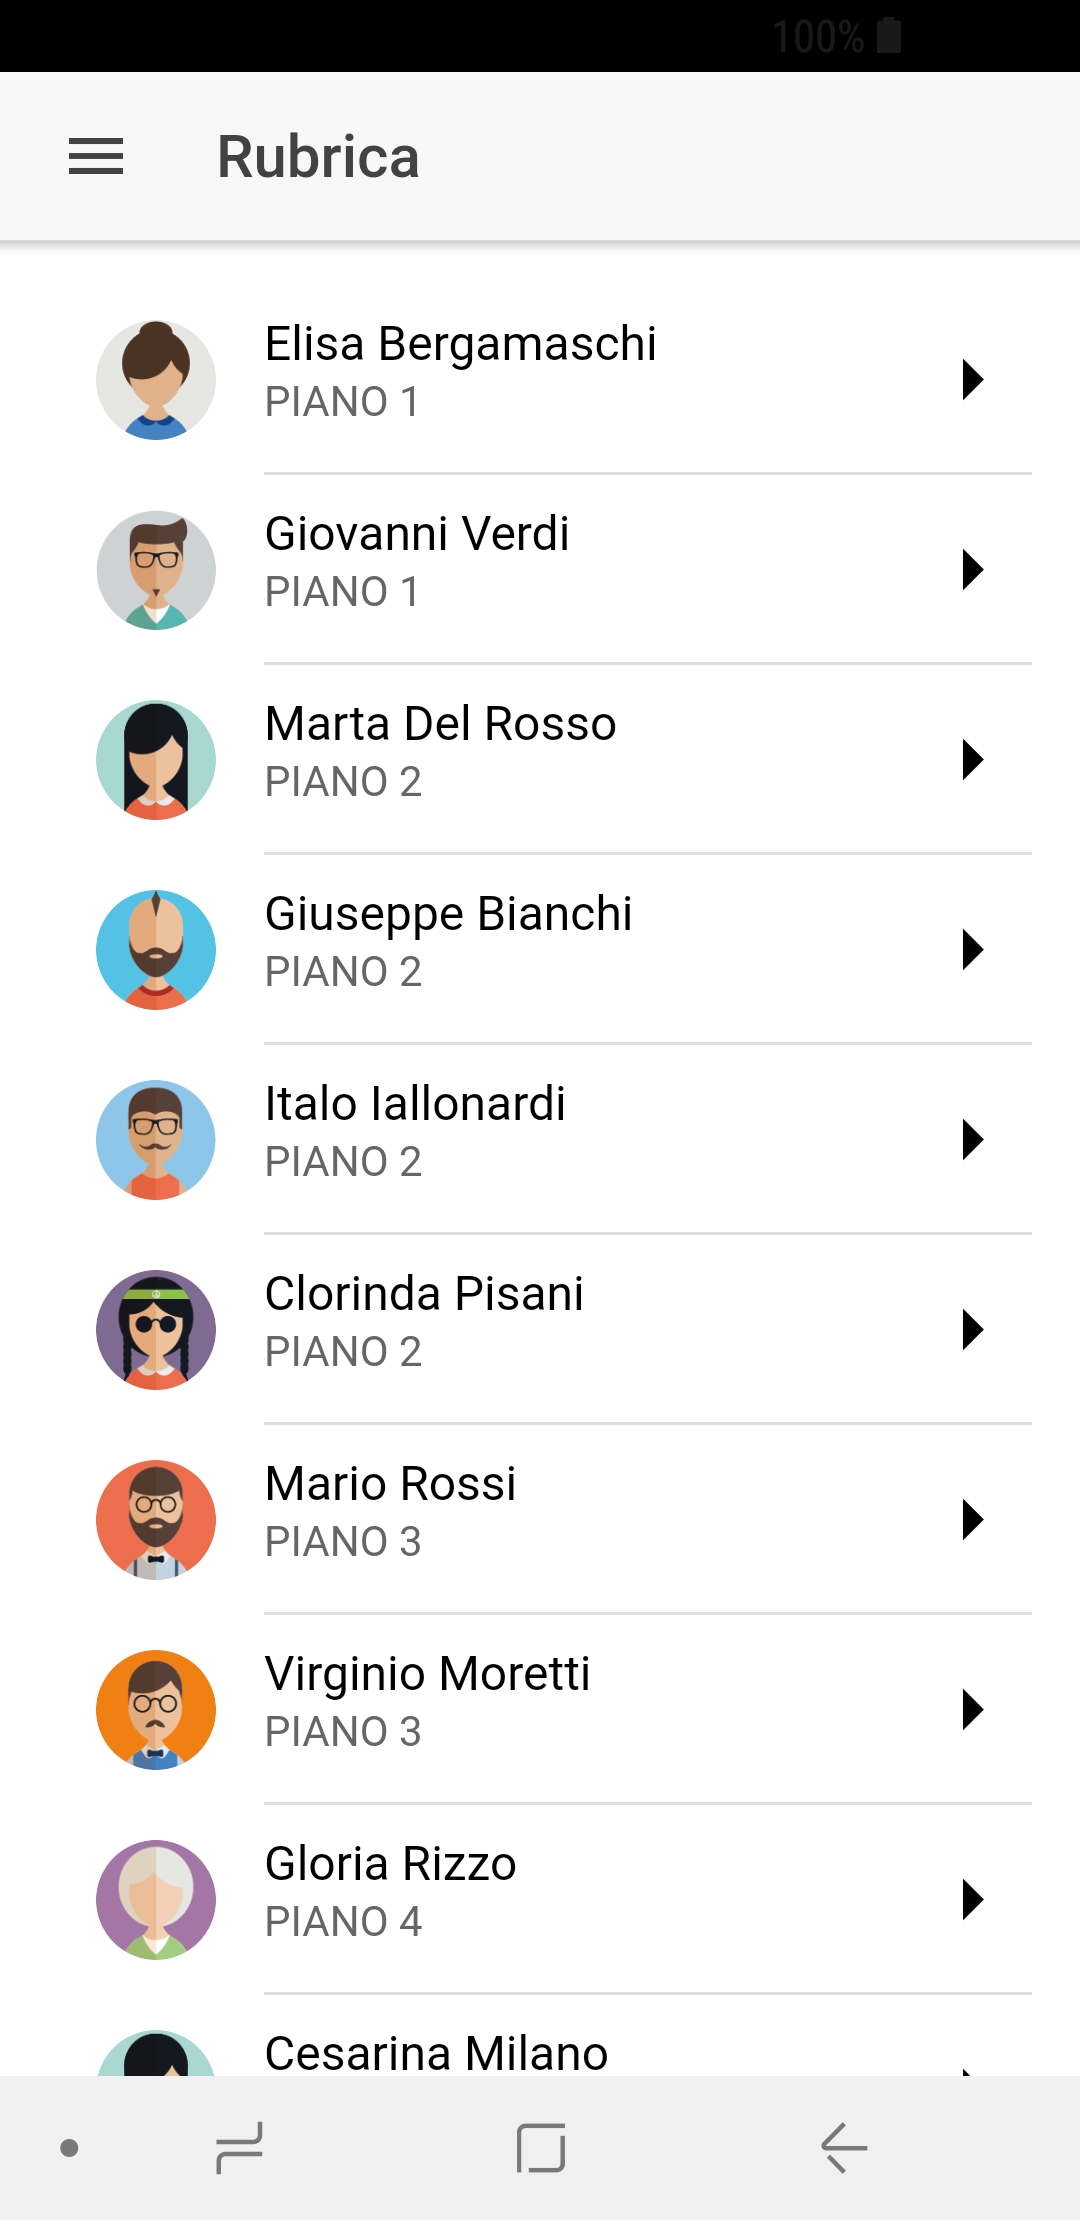 100%
Rubrica
Elisa Bergamaschi
PIANO 1
Giovanni Verdi
PIANO 1
Marta Del Rosso
PIANO 2
Giuseppe Bianchi
PIANO 2
Italo Iallonardi
PIANO 2
Clorinda Pisani
PIANO 2
Mario Rossi
PIANO 3
Virginio Moretti
PIANO 3
Gloria Rizzo
PIANO 4
Cesarina Milano